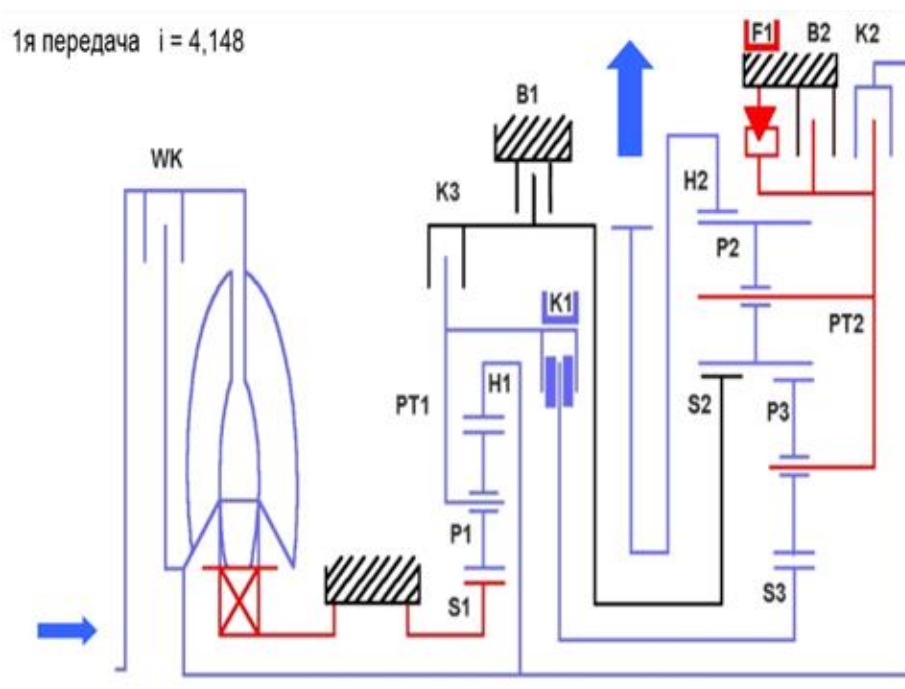 1я передача i = 4,148
F1 B2 K2
B1
WK
K3
H2
P2
K1
PT2
H1
PT1
S2
P3
P1
S1
S3